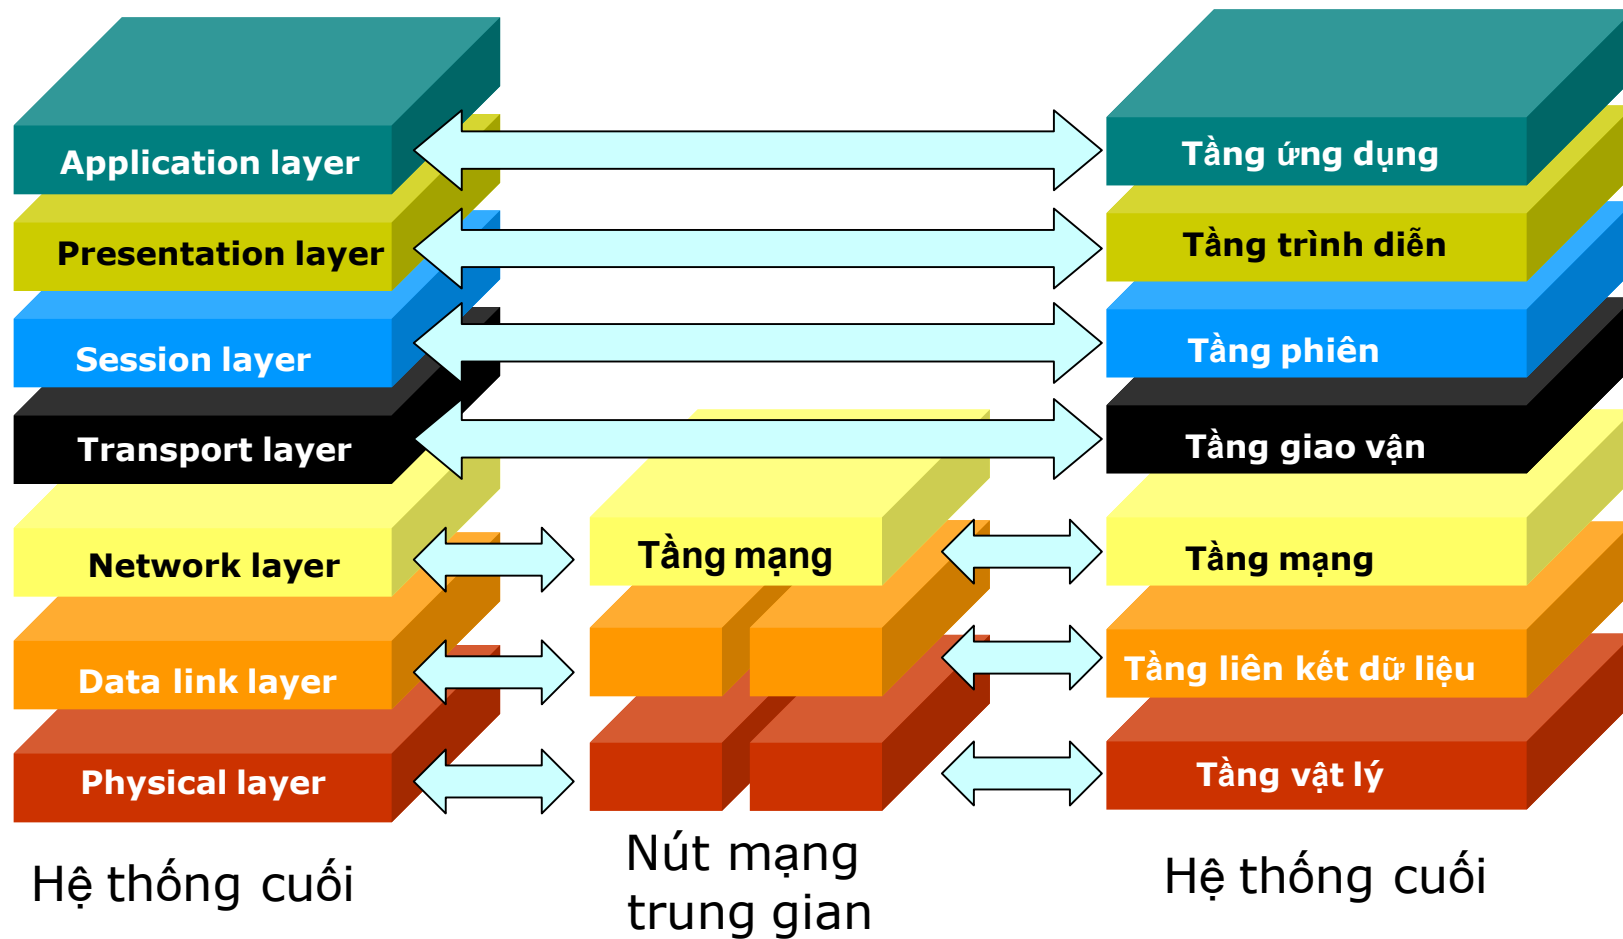 Application layer
Presentation layer
Session layer
Transport layer
Network layer
Data link layer
Physical layer
Hệ thống cuối
Tầng mạng
Nút mạng
trung gian
Tầng ứng dụng
Tầng trình diễn
Tầng phiên
Tầng giao vận
Tầng mạng
Tầng liên kết dữ liệu
Tầng vật lý
Hệ thống cuối